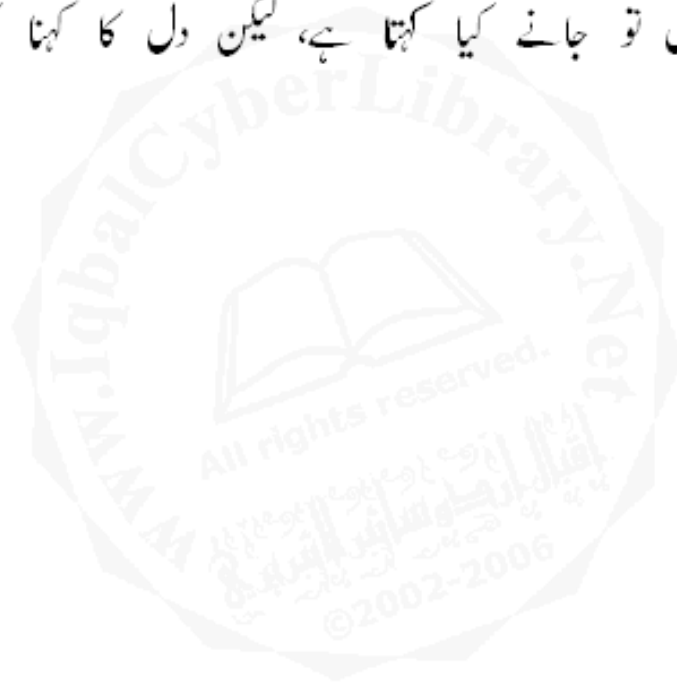 تو جانے کیا کہتا ہے، لیکن دل کا کہنا
www.IqbalCyberLibrary.Net
All rights reserved.
©2002-2006